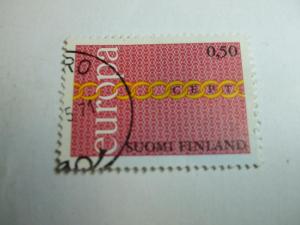 0,50
europa
CEPT
SUOMI FINLAND